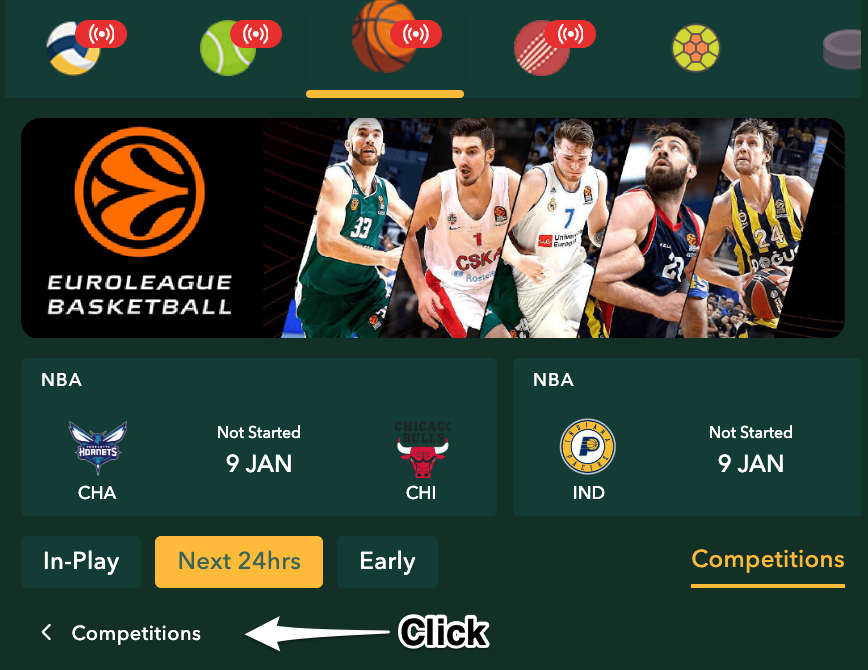 EUROLEAGUE
BASKETBALL
33
1
CSKA
7
24
NBA
Not Started
9 JAN
CHICAGO
BULLS
HORNETS
CHA
CHI
NBA
INDIANA
PACERS
Not Started
9 JAN
IND
In-Play
Next 24hrs
Early
Competitions
Competitions
Click